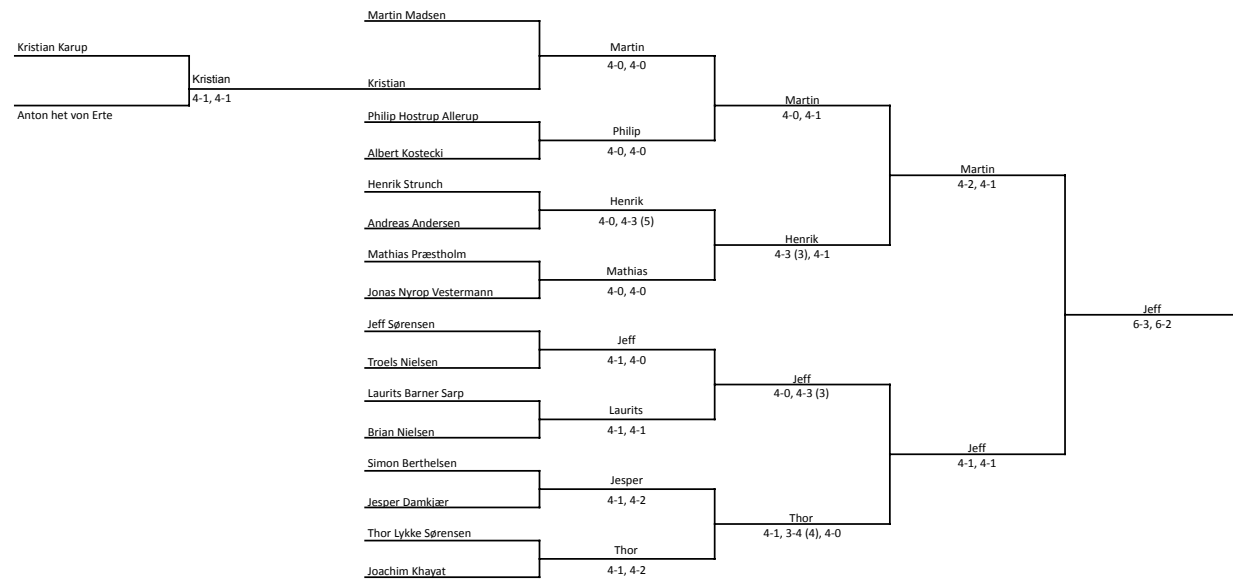 Martin Madsen
Kristian Karup
Martin
4-0, 4-0
Kristian
4-1, 4-1
Kristian
Anton het von Erte
Martin
4-0, 4-1
Philip Hostrup Allerup
Philip
4-0, 4-0
Albert Kostecki
Martin
4-2, 4-1
Henrik Strunch
Henrik
4-0, 4-3 (5)
Andreas Andersen
Henrik
4-3 (3), 4-1
Mathias Præstholm
Mathias
4-0, 4-0
Jonas Nyrop Vestermann
Jeff
6-3, 6-2
Jeff Sørensen
Jeff
4-1, 4-0
Troels Nielsen
Jeff
4-0, 4-3 (3)
Laurits Barner Sarp
Laurits
4-1, 4-1
Brian Nielsen
Jeff
4-1, 4-1
Simon Berthelsen
Jesper
4-1, 4-2
Jesper Damkjær
Thor
4-1, 3-4 (4), 4-0
Thor Lykke Sørensen
Thor
4-1, 4-2
Joachim Khayat